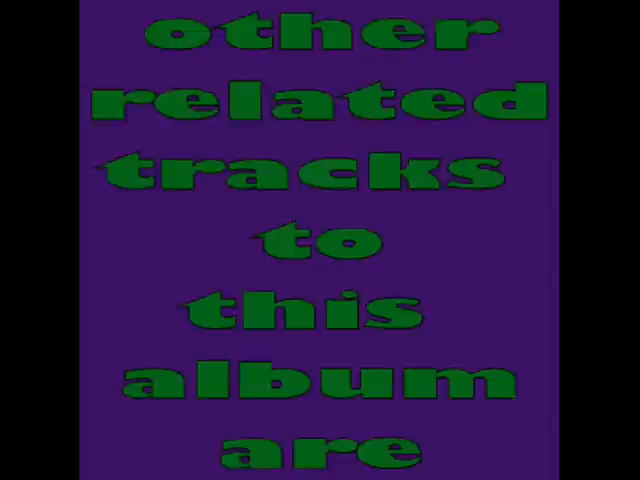 other
related
tracks
to
this
album
are